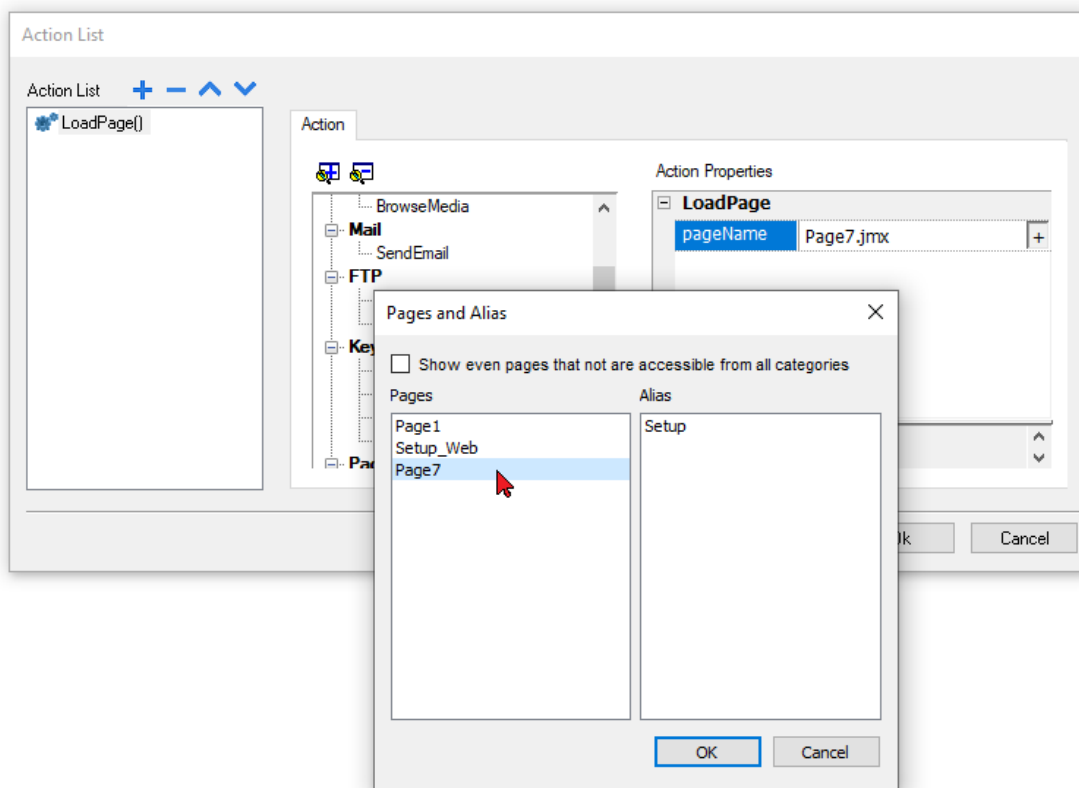 Action List
Action List
LoadPage()
Action
BrowseMedia
Mail
SendEmail
FTP
Action Properties
LoadPage
pageName Page7.jmx +
Pages and Alias
Show even pages that not are accessible from all categories
Pages Alias
Page1 Setup
Setup_Web
Page7
Cancel
OK Cancel